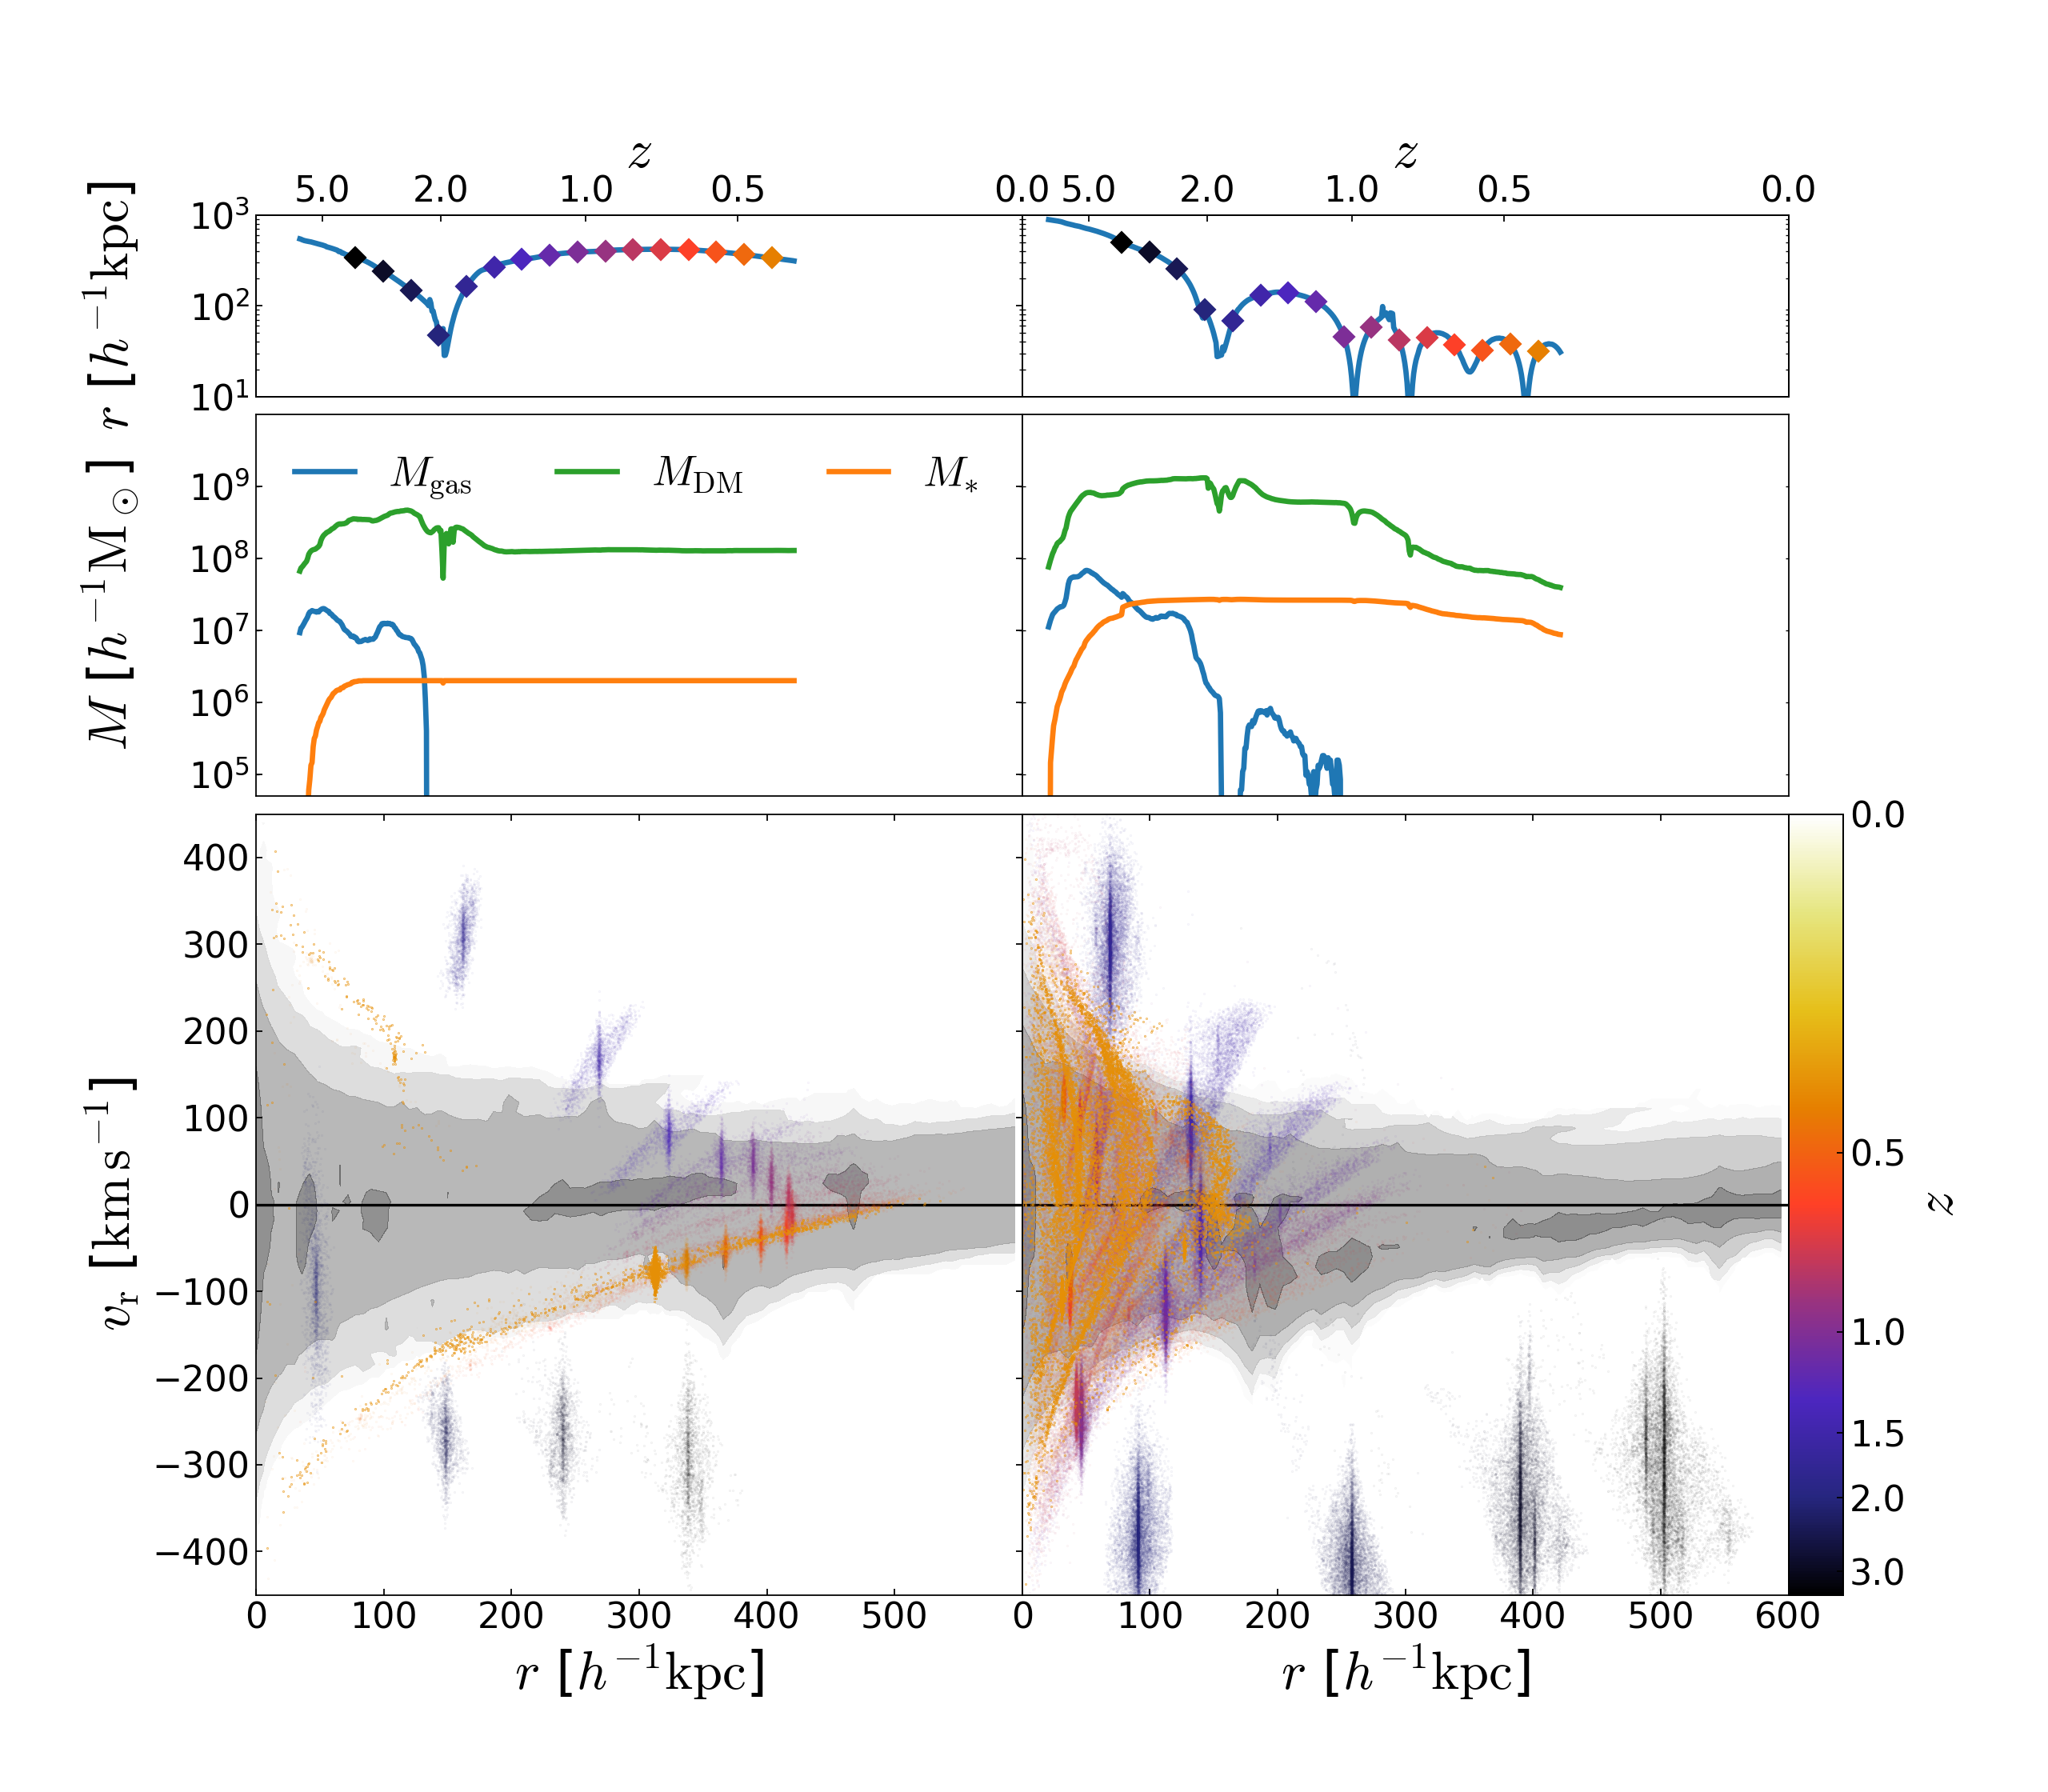 z z
5.0 2.0 1.0 0.5 0.0 5.0 2.0 1.0 0.5 0.0
10³
10²
10¹
r [h⁻¹kpc]
M_gas M_DM M_*
10⁹
10⁸
10⁷
10⁶
10⁵
M [h⁻¹M_⊙]
400
300
200
100
0
−100
−200
−300
−400
v_r [km s⁻¹]
0 100 200 300 400 500 0 100 200 300 400 500 600
r [h⁻¹kpc] r [h⁻¹kpc]
0.0
0.5
1.0
1.5
2.0
3.0
z